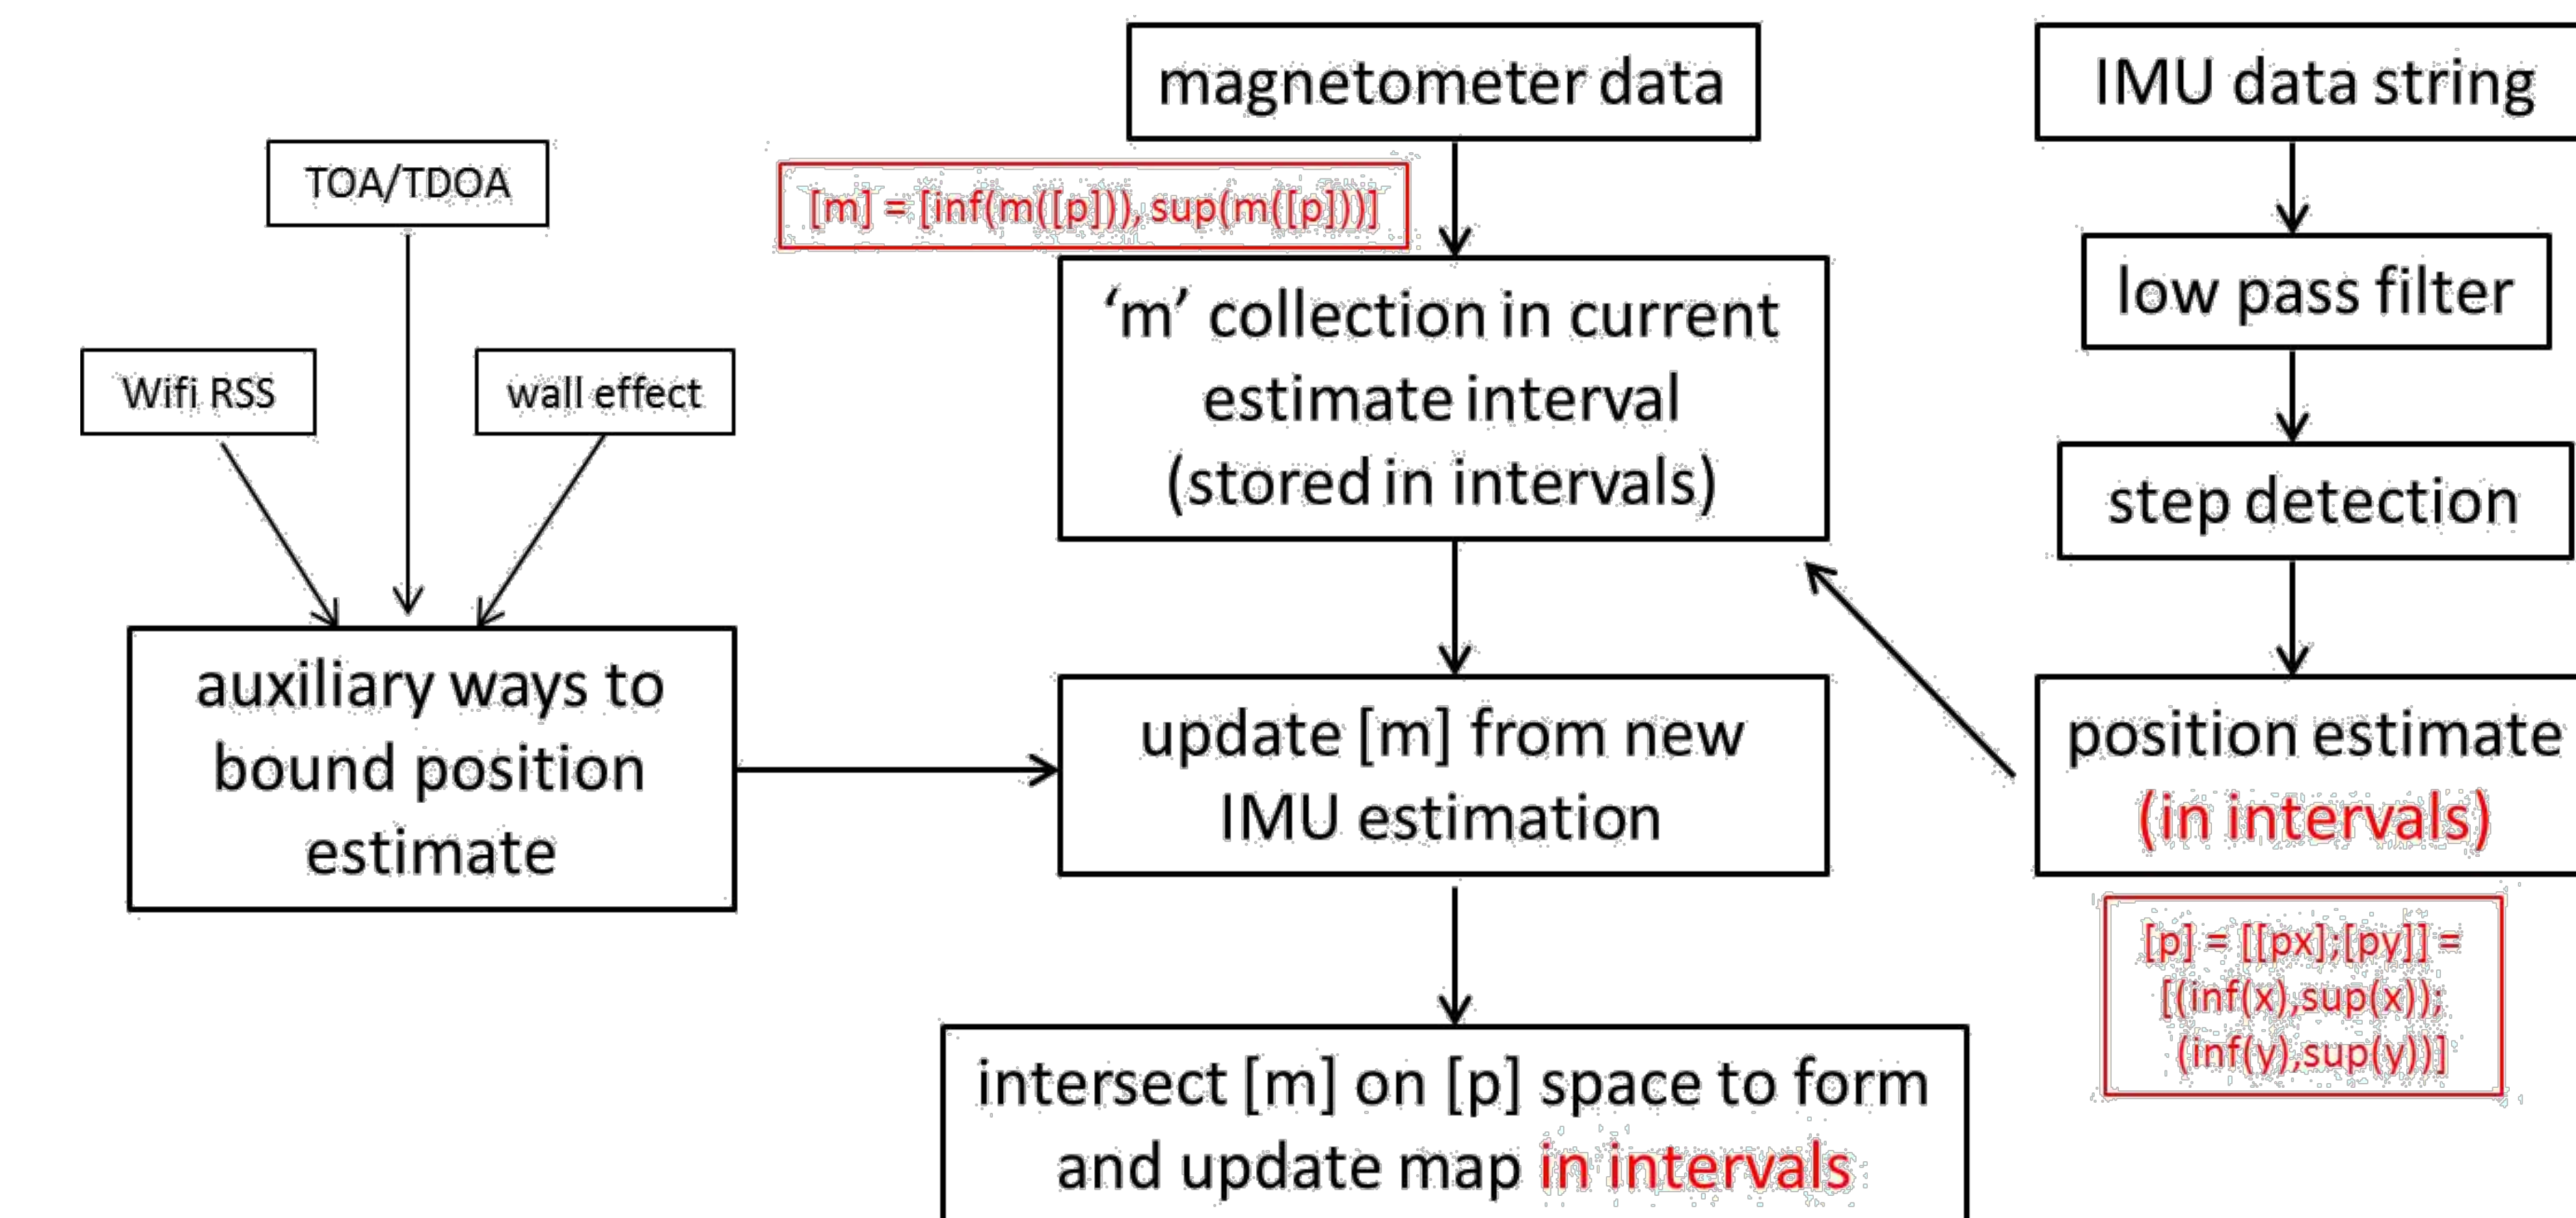 magnetometer data
IMU data string
TOA/TDOA
[m] = [inf(m([p])), sup(m([p]))]
low pass filter
Wifi RSS
wall effect
‘m’ collection in current
estimate interval
(stored in intervals)
step detection
auxiliary ways to
bound position
estimate
update [m] from new
IMU estimation
position estimate
(in intervals)
[p] = [[px];[py]] =
[(inf(x),sup(x));
(inf(y),sup(y))]
intersect [m] on [p] space to form
and update map in intervals